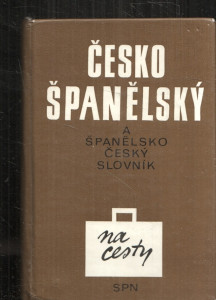 ČESKO
ŠPANĚLSKÝ
A
ŠPANĚLSKO
ČESKÝ
SLOVNÍK
na
cesty
SPN